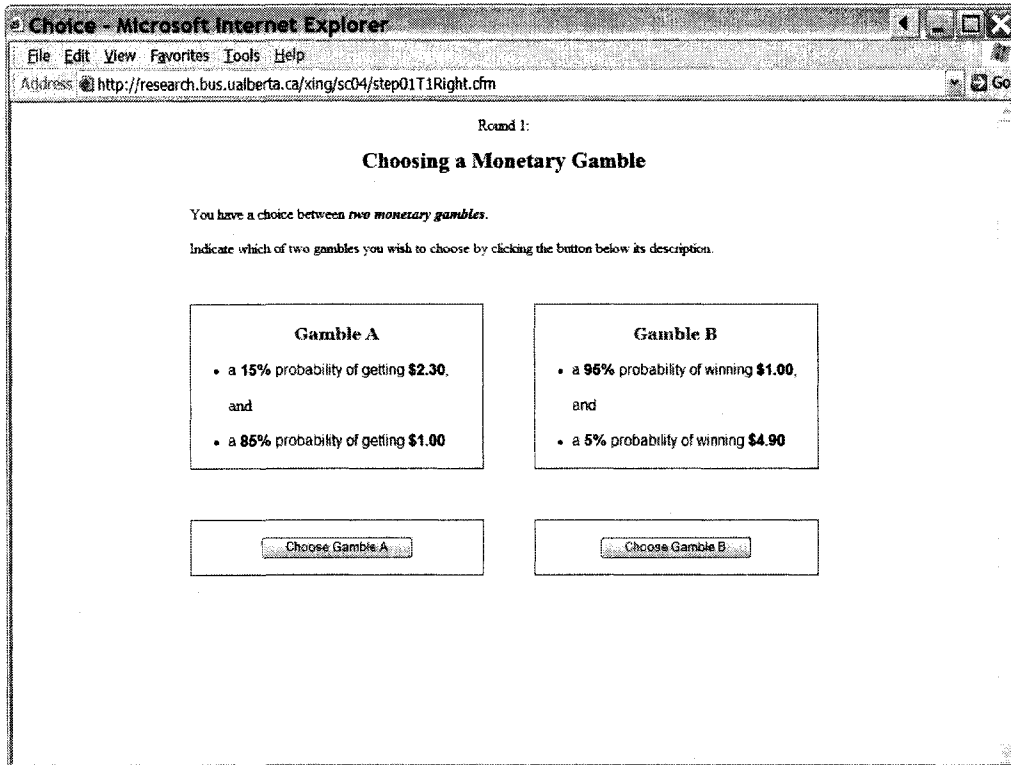 Choice - Microsoft Internet Explorer
File Edit View Favorites Tools Help
Address http://research.bus.ualberta.ca/xing/sc04/step01T1Right.cfm Go
Round 1:
Choosing a Monetary Gamble
You have a choice between two monetary gambles.
Indicate which of two gambles you wish to choose by clicking the button below its description.
Gamble A
• a 15% probability of getting $2.30,
and
• a 85% probability of getting $1.00
Gamble B
• a 95% probability of winning $1.00,
and
• a 5% probability of winning $4.90
Choose Gamble A
Choose Gamble B